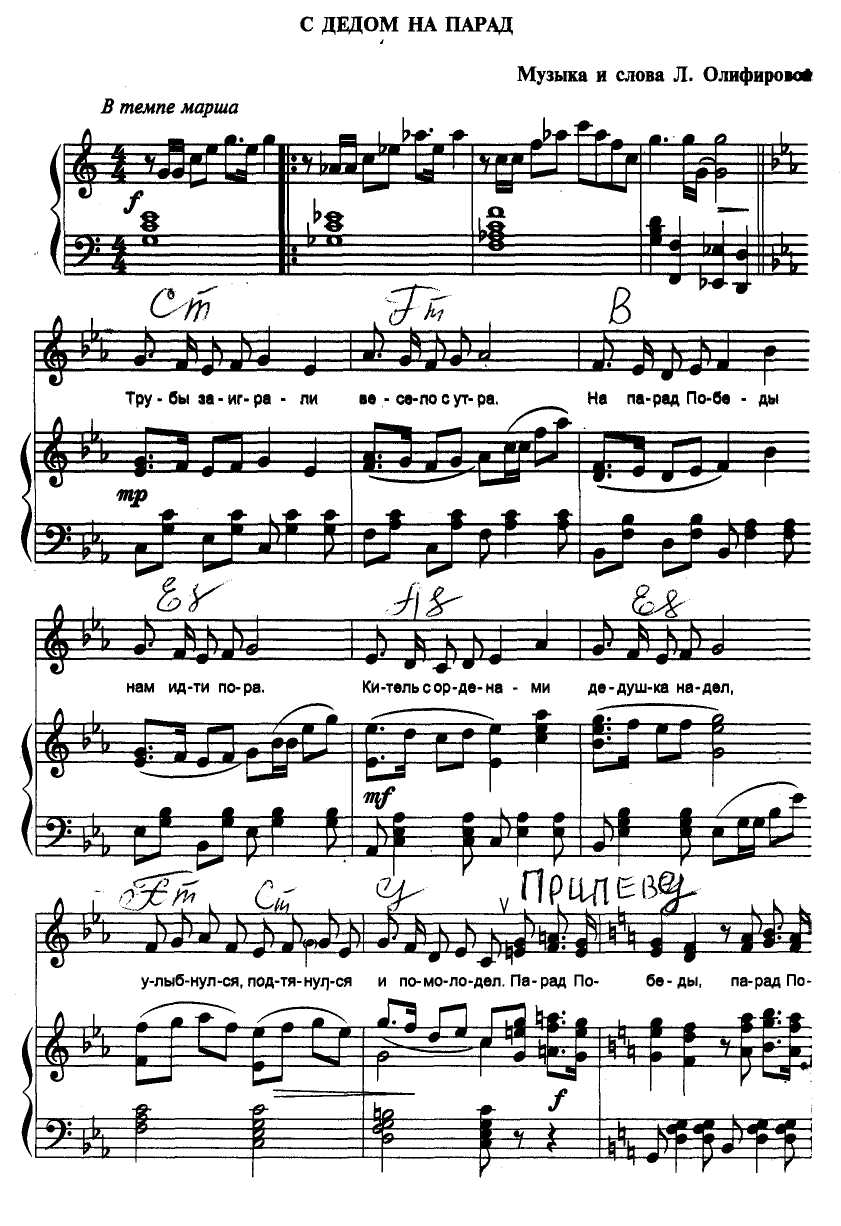 С ДЕДОМ НА ПАРАД
Музыка и слова Л. Олифировой
В темпе марша
f
Cm Fm B
Тру-бы за-иг-ра-ли ве-се-ло с ут-ра. На па-рад По-бе-ды
mp
нам ид-ти по-ра. Ки-тель с ор-де-на-ми де-душ-ка на-дел,
mf
Fm Cm G ПРИПЕВ
у-лыб-нул-ся, под-тя-нул-ся и по-мо-ло-дел. Па-рад По-бе-ды, па-рад По-
f